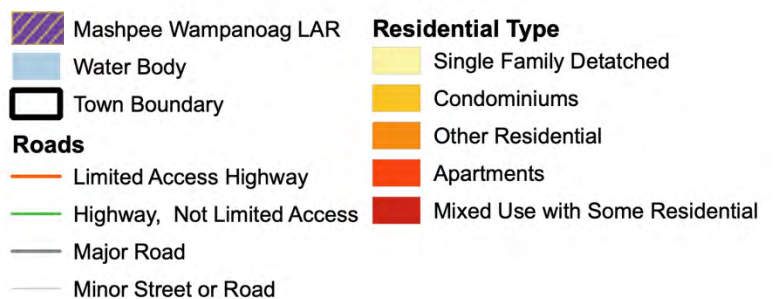 Mashpee Wampanoag LAR
Water Body
Town Boundary
Roads
Limited Access Highway
Highway, Not Limited Access
Major Road
Minor Street or Road
Residential Type
Single Family Detatched
Condominiums
Other Residential
Apartments
Mixed Use with Some Residential